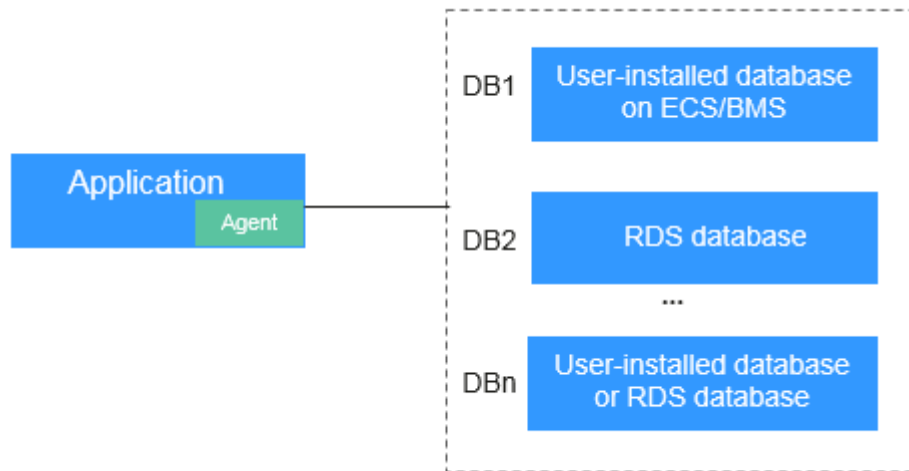 Application
Agent
DB1
User-installed database
on ECS/BMS
DB2
RDS database
...
DBn
User-installed database
or RDS database